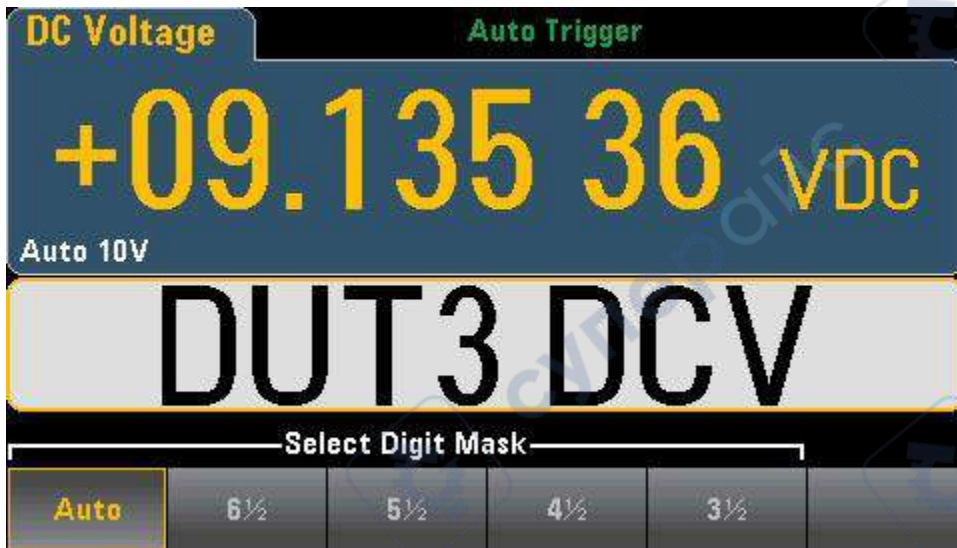 DC Voltage
Auto Trigger
+09.135 36 VDC
Auto 10V
DUT3 DCV
Select Digit Mask
Auto 6½ 5½ 4½ 3½